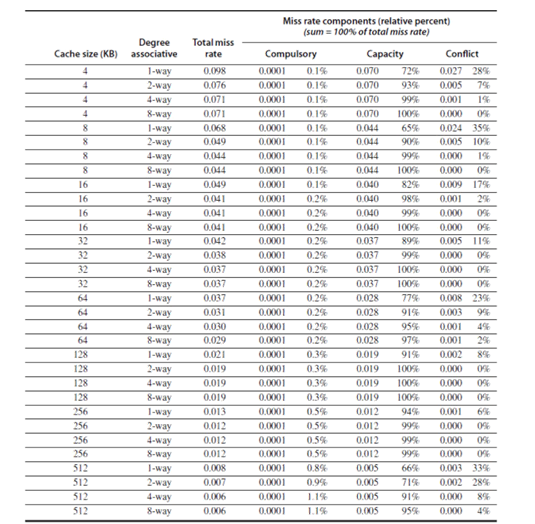 Miss rate components (relative percent)
(sum = 100% of total miss rate)
Degree Total miss
Cache size (KB) associative rate Compulsory Capacity Conflict
4 1-way 0.098 0.0001 0.1% 0.070 72% 0.027 28%
4 2-way 0.076 0.0001 0.1% 0.070 93% 0.005 7%
4 4-way 0.071 0.0001 0.1% 0.070 99% 0.001 1%
4 8-way 0.071 0.0001 0.1% 0.070 100% 0.000 0%
8 1-way 0.068 0.0001 0.1% 0.044 65% 0.024 35%
8 2-way 0.049 0.0001 0.1% 0.044 90% 0.005 10%
8 4-way 0.044 0.0001 0.1% 0.044 99% 0.000 1%
8 8-way 0.044 0.0001 0.1% 0.044 100% 0.000 0%
16 1-way 0.049 0.0001 0.1% 0.040 82% 0.009 17%
16 2-way 0.041 0.0001 0.2% 0.040 98% 0.001 2%
16 4-way 0.041 0.0001 0.2% 0.040 99% 0.000 0%
16 8-way 0.041 0.0001 0.2% 0.040 100% 0.000 0%
32 1-way 0.042 0.0001 0.2% 0.037 89% 0.005 11%
32 2-way 0.038 0.0001 0.2% 0.037 99% 0.000 0%
32 4-way 0.037 0.0001 0.2% 0.037 100% 0.000 0%
32 8-way 0.037 0.0001 0.2% 0.037 100% 0.000 0%
64 1-way 0.037 0.0001 0.2% 0.028 77% 0.008 23%
64 2-way 0.031 0.0001 0.2% 0.028 91% 0.003 9%
64 4-way 0.030 0.0001 0.2% 0.028 95% 0.001 4%
64 8-way 0.029 0.0001 0.2% 0.028 97% 0.001 2%
128 1-way 0.021 0.0001 0.3% 0.019 91% 0.002 8%
128 2-way 0.019 0.0001 0.3% 0.019 100% 0.000 0%
128 4-way 0.019 0.0001 0.3% 0.019 100% 0.000 0%
128 8-way 0.019 0.0001 0.3% 0.019 100% 0.000 0%
256 1-way 0.013 0.0001 0.5% 0.012 94% 0.001 6%
256 2-way 0.012 0.0001 0.5% 0.012 99% 0.000 0%
256 4-way 0.012 0.0001 0.5% 0.012 99% 0.000 0%
256 8-way 0.012 0.0001 0.5% 0.012 99% 0.000 0%
512 1-way 0.008 0.0001 0.8% 0.005 66% 0.003 33%
512 2-way 0.007 0.0001 0.9% 0.005 71% 0.002 28%
512 4-way 0.006 0.0001 1.1% 0.005 91% 0.000 8%
512 8-way 0.006 0.0001 1.1% 0.005 95% 0.000 4%